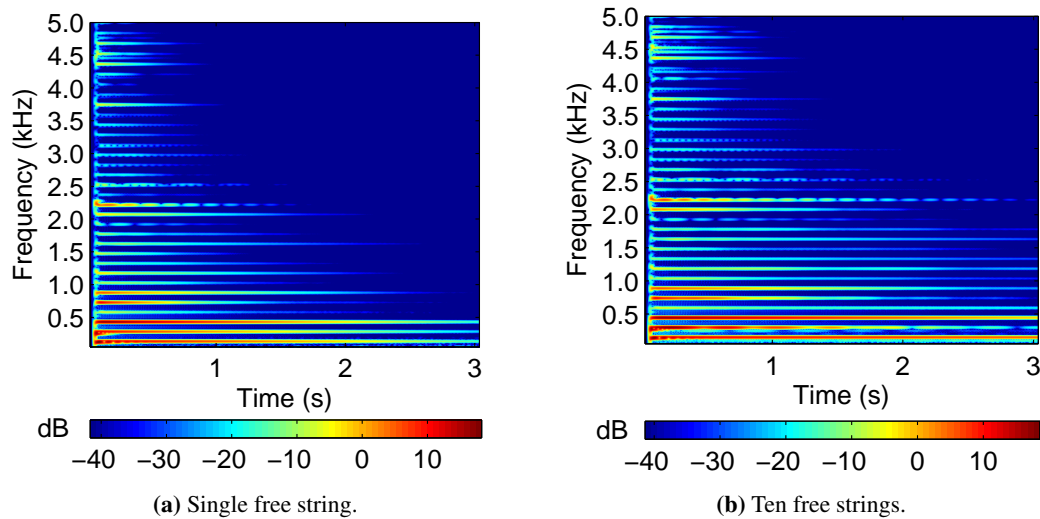 5.0
4.5
4.0
3.5
3.0
2.5
2.0
1.5
1.0
0.5
Frequency (kHz)
1 2 3
Time (s)
dB
−40 −30 −20 −10 0 10
(a) Single free string.
5.0
4.5
4.0
3.5
3.0
2.5
2.0
1.5
1.0
0.5
Frequency (kHz)
1 2 3
Time (s)
dB
−40 −30 −20 −10 0 10
(b) Ten free strings.